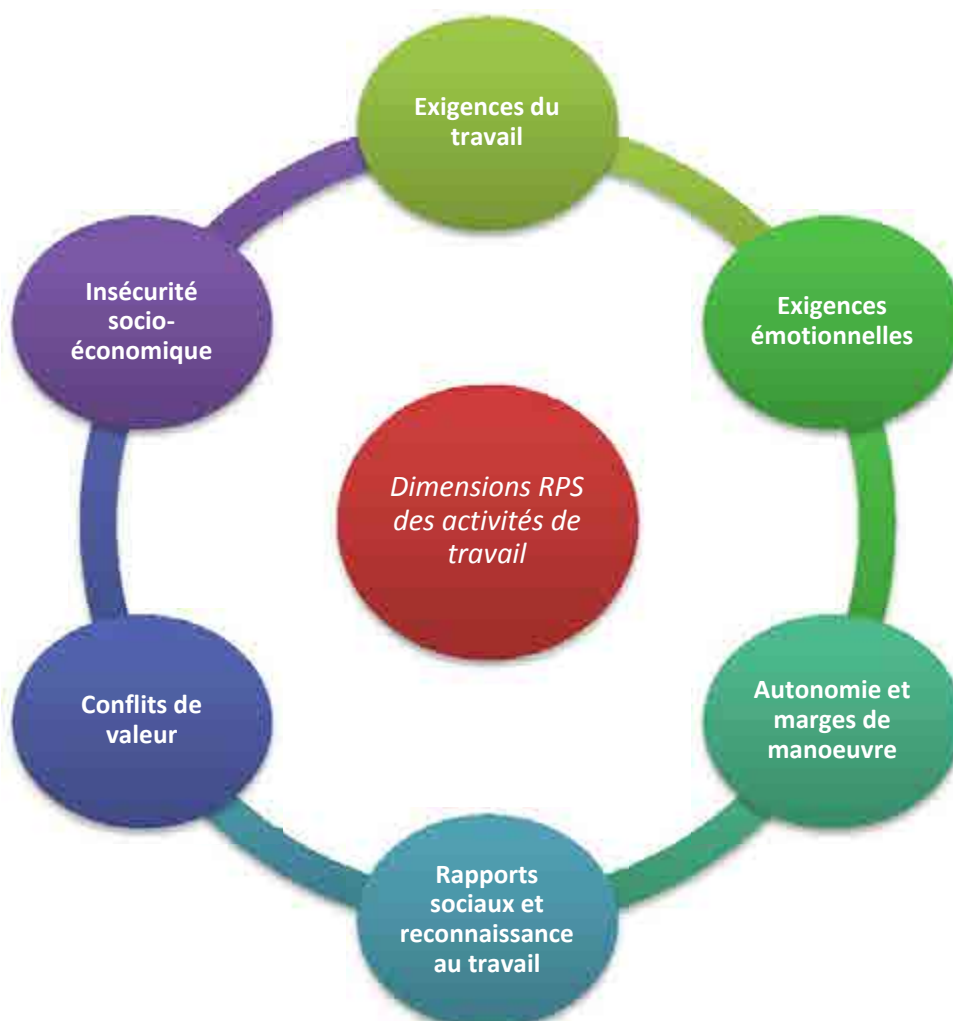 Exigences du
travail
Exigences
émotionnelles
Autonomie et
marges de
manoeuvre
Rapports
sociaux et
reconnaissance
au travail
Conflits de
valeur
Insécurité
socio-
économique
Dimensions RPS
des activités de
travail